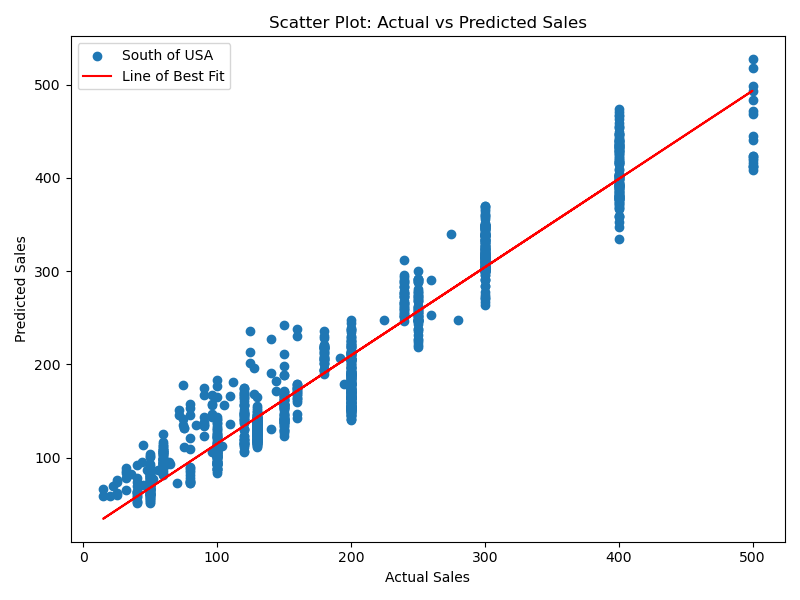 Scatter Plot: Actual vs Predicted Sales
South of USA
Line of Best Fit
500
400
300
200
100
Predicted Sales
0 100 200 300 400 500
Actual Sales